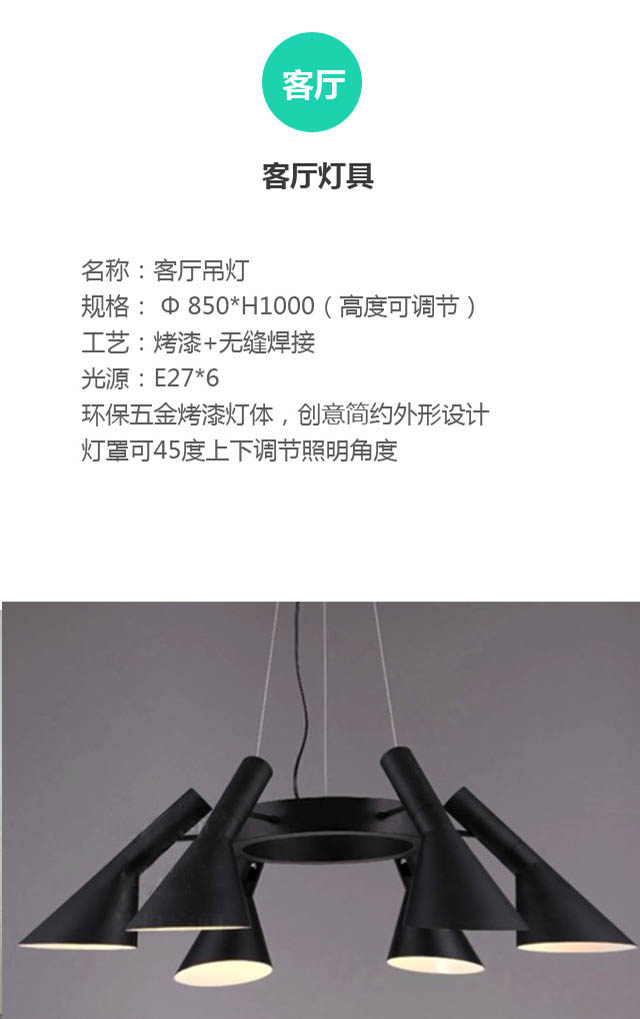 客厅
客厅灯具
名称：客厅吊灯
规格： Φ 850*H1000（高度可调节）
工艺：烤漆+无缝焊接
光源：E27*6
环保五金烤漆灯体，创意简约外形设计
灯罩可45度上下调节照明角度